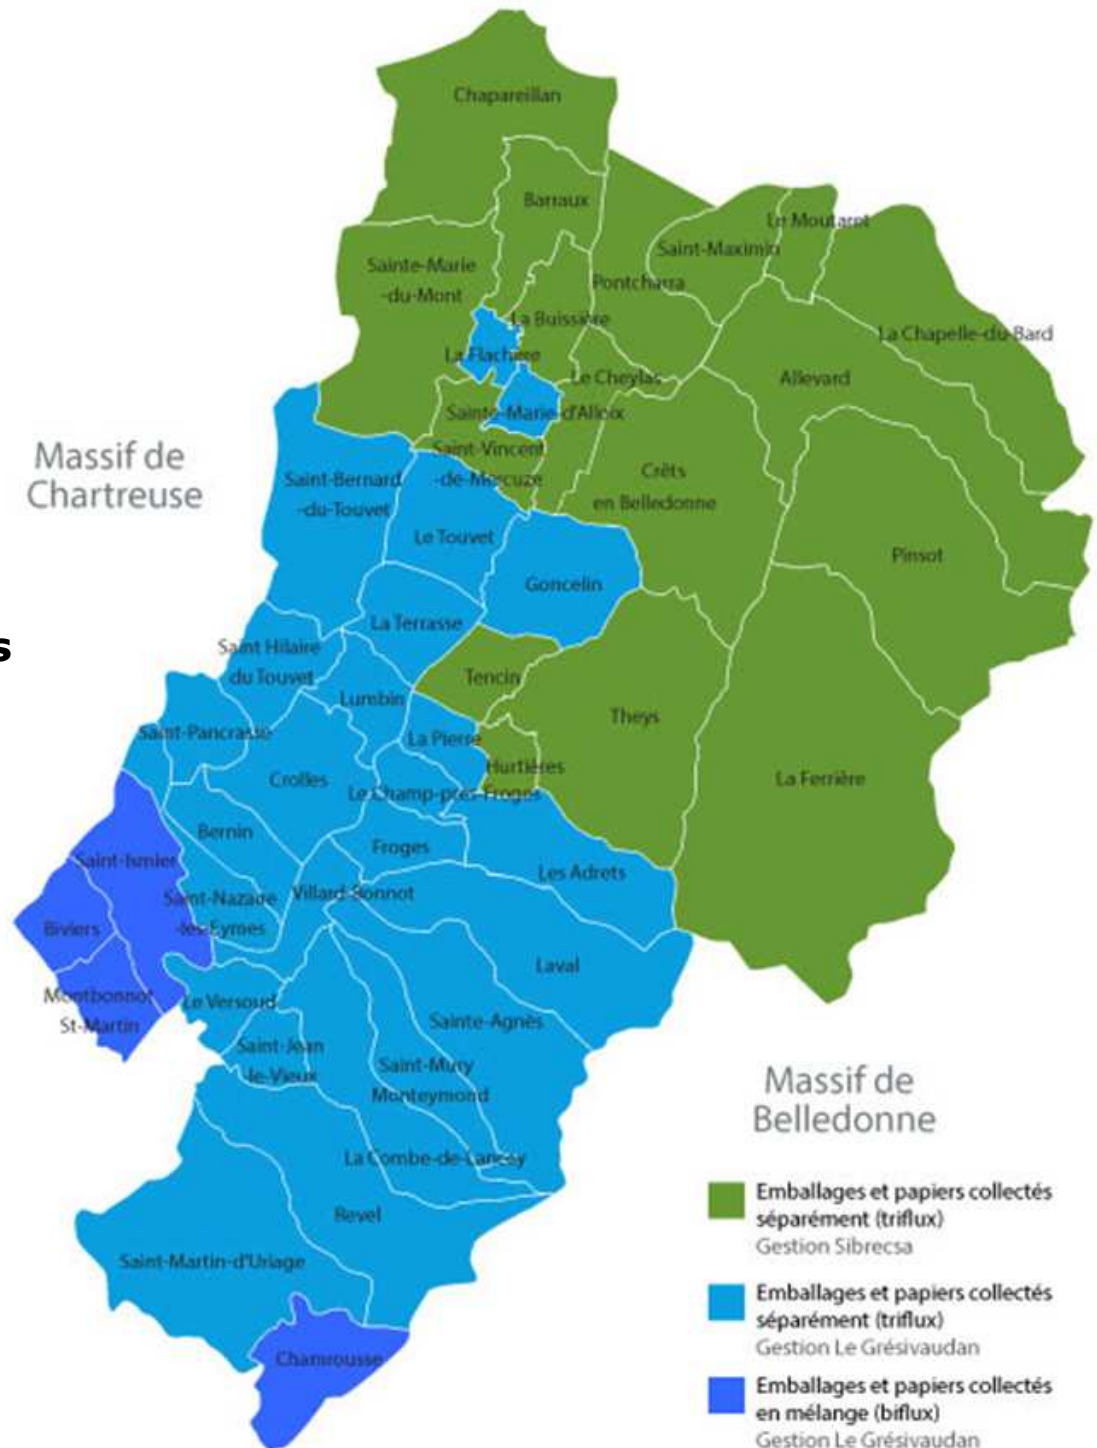 Chapareillan
Barraux
Le Moutaret
Saint-Maximin
Sainte-Marie
-du-Mont
Pontcharra
La Buissière
La Chapelle-du-Bard
La Flachère
Le Cheylas
Allevard
Sainte-Marie-d'Alloix
Massif de
Chartreuse
Saint-Vincent
-de-Mercuze
Saint-Bernard
-du-Touvet
Crêts
en Belledonne
Le Touvet
Pinsot
Goncelin
La Terrasse
s
Saint Hilaire
du Touvet
Tencin
Lumbin
Theys
Saint-Pancrasse
La Pierre
Hurtières
Crolles
La Ferrière
Le Champ-près-Froges
Bernin
Froges
Saint-Ismier
Les Adrets
Villard-Bonnot
Saint-Nazaire
-les-Eymes
Biviers
Laval
Montbonnot
St-Martin
Le Versoud
Sainte-Agnès
Saint-Jean
-le-Vieux
Saint-Mury
Monteymond
Massif de
Belledonne
La Combe-de-Lancey
Revel
Saint-Martin-d'Uriage
Chamrousse
Emballages et papiers collectés
séparément (triflux)
Gestion Sibrecsa
Emballages et papiers collectés
séparément (triflux)
Gestion Le Grésivaudan
Emballages et papiers collectés
en mélange (biflux)
Gestion Le Grésivaudan